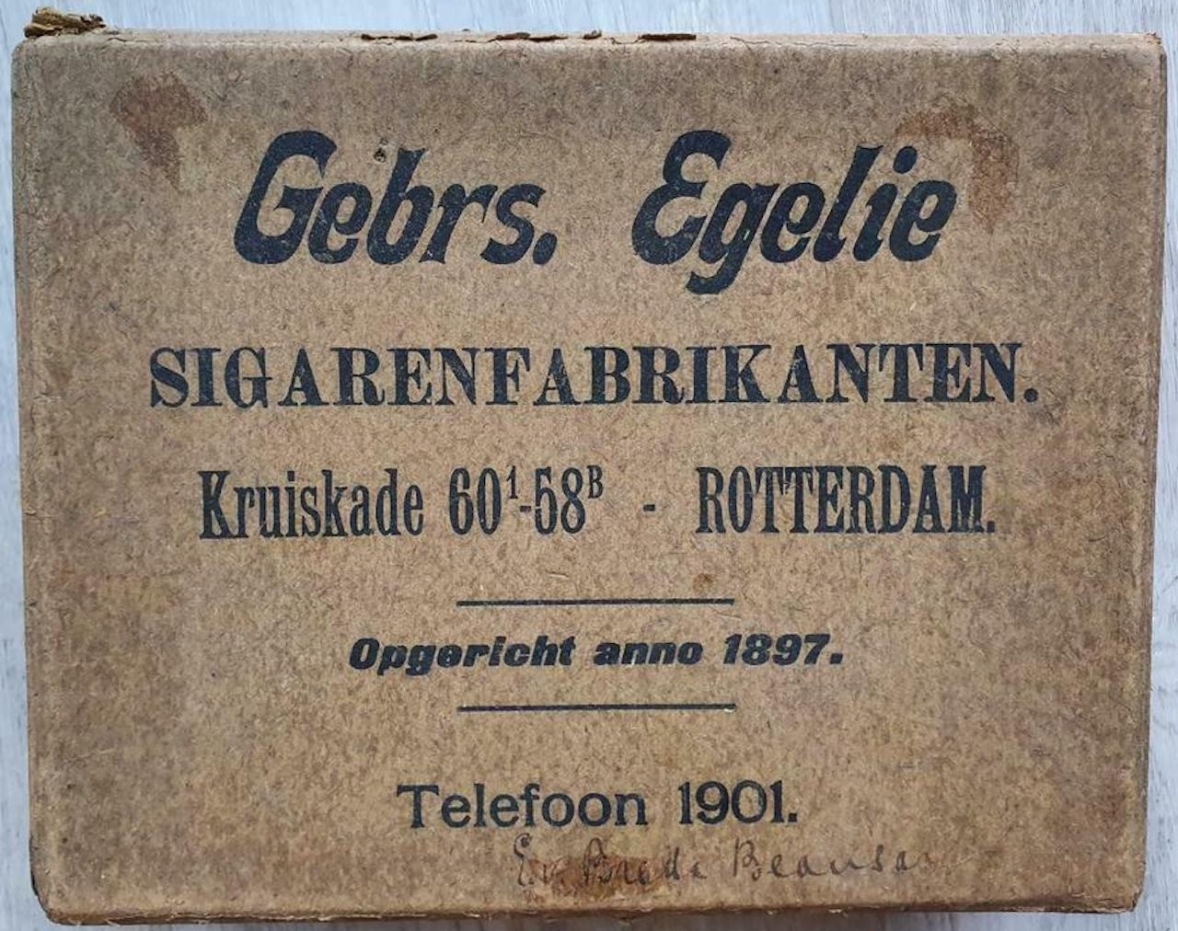 Gebrs. Egelie
SIGARENFABRIKANTEN.
Kruiskade 60¹-58ᴮ - ROTTERDAM.
Opgericht anno 1897.
Telefoon 1901.